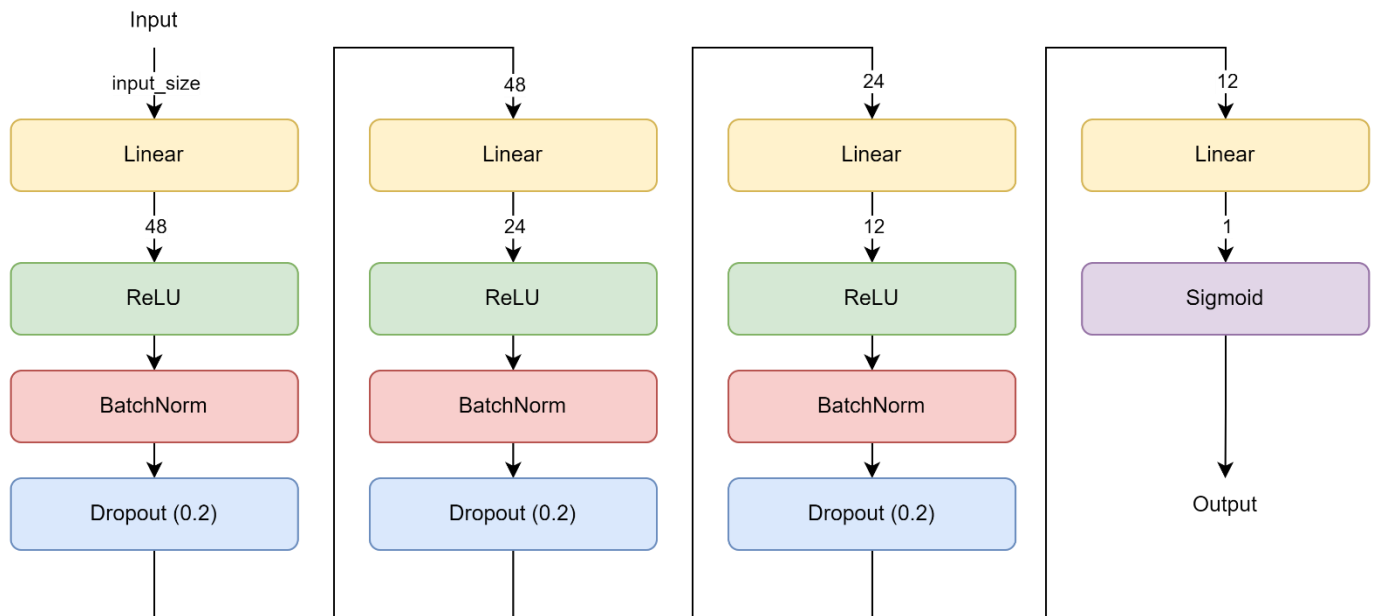 Input
input_size
Linear
48
ReLU
BatchNorm
Dropout (0.2)
48
Linear
24
ReLU
BatchNorm
Dropout (0.2)
24
Linear
12
ReLU
BatchNorm
Dropout (0.2)
12
Linear
1
Sigmoid
Output